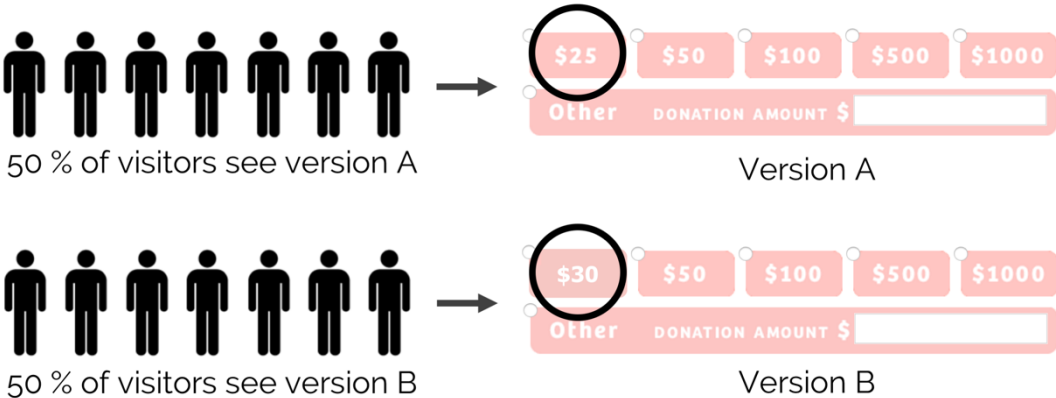 $25 $50 $100 $500 $1000
Other DONATION AMOUNT $
50 % of visitors see version A
Version A
$30 $50 $100 $500 $1000
Other DONATION AMOUNT $
50 % of visitors see version B
Version B